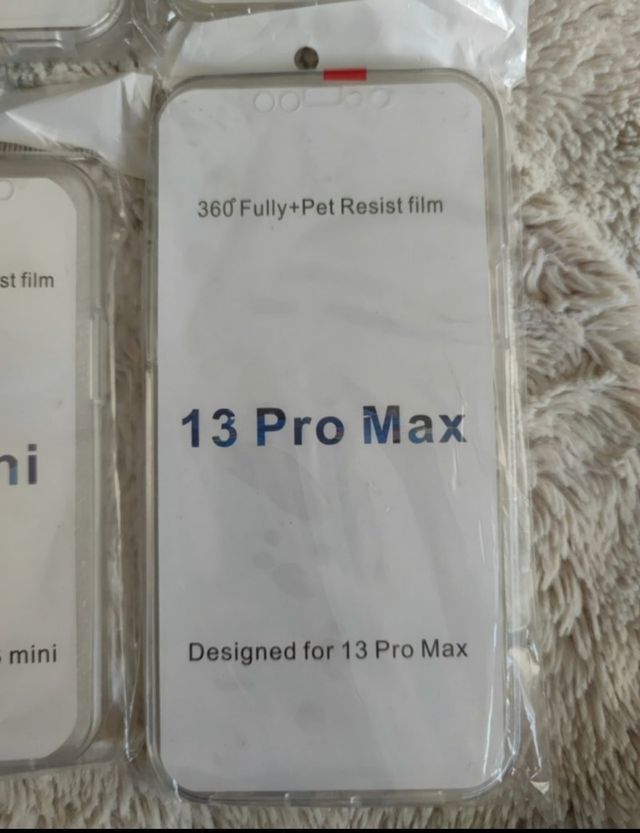 360° Fully+Pet Resist film
13 Pro Max
Designed for 13 Pro Max
st film
ni
mini